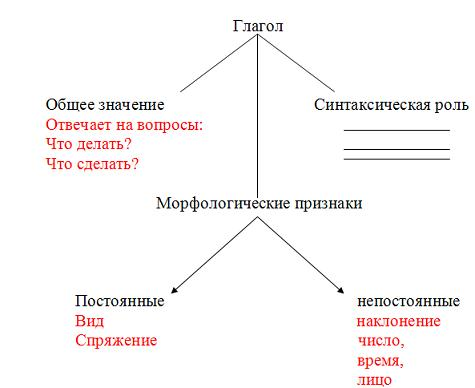 Глагол
Общее значение
Отвечает на вопросы:
Что делать?
Что сделать?
Синтаксическая роль
Морфологические признаки
Постоянные
Вид
Спряжение
непостоянные
наклонение
число,
время,
лицо